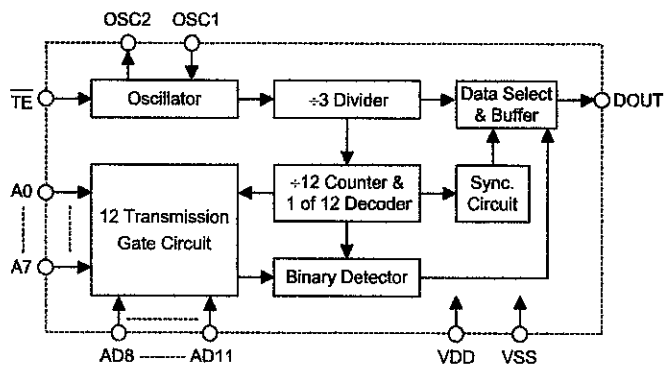 OSC2 OSC1
TE
Oscillator
÷3 Divider
Data Select
& Buffer
DOUT
A0
A7
12 Transmission
Gate Circuit
÷12 Counter &
1 of 12 Decoder
Sync.
Circuit
Binary Detector
AD8 AD11
VDD VSS